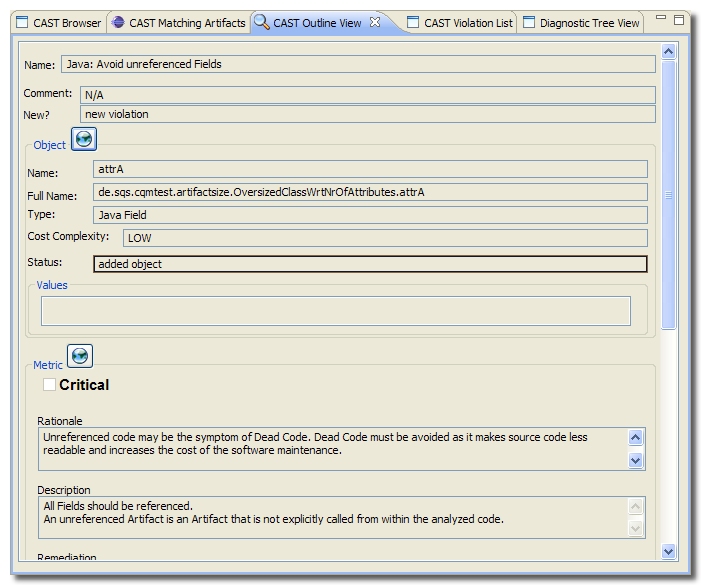 CAST Browser CAST Matching Artifacts CAST Outline View CAST Violation List Diagnostic Tree View
Name: Java: Avoid unreferenced Fields
Comment: N/A
New? new violation
Object
Name: attrA
Full Name: de.sqs.cqmtest.artifactsize.OversizedClassWrtNrOfAttributes.attrA
Type: Java Field
Cost Complexity: LOW
Status: added object
Values
Metric
Critical
Rationale
Unreferenced code may be the symptom of Dead Code. Dead Code must be avoided as it makes source code less
readable and increases the cost of the software maintenance.
Description
All Fields should be referenced.
An unreferenced Artifact is an Artifact that is not explicitly called from within the analyzed code.
Remediation